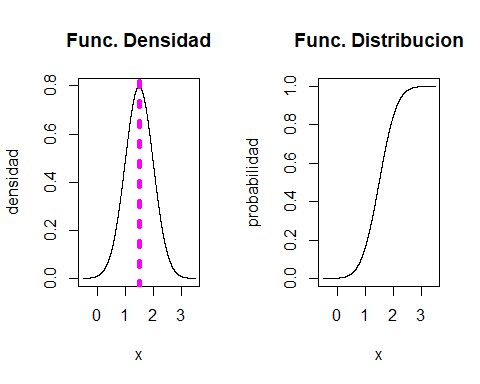 Func. Densidad
densidad
0.0 0.2 0.4 0.6 0.8
0 1 2 3
x
Func. Distribucion
probabilidad
0.0 0.2 0.4 0.6 0.8 1.0
0 1 2 3
x